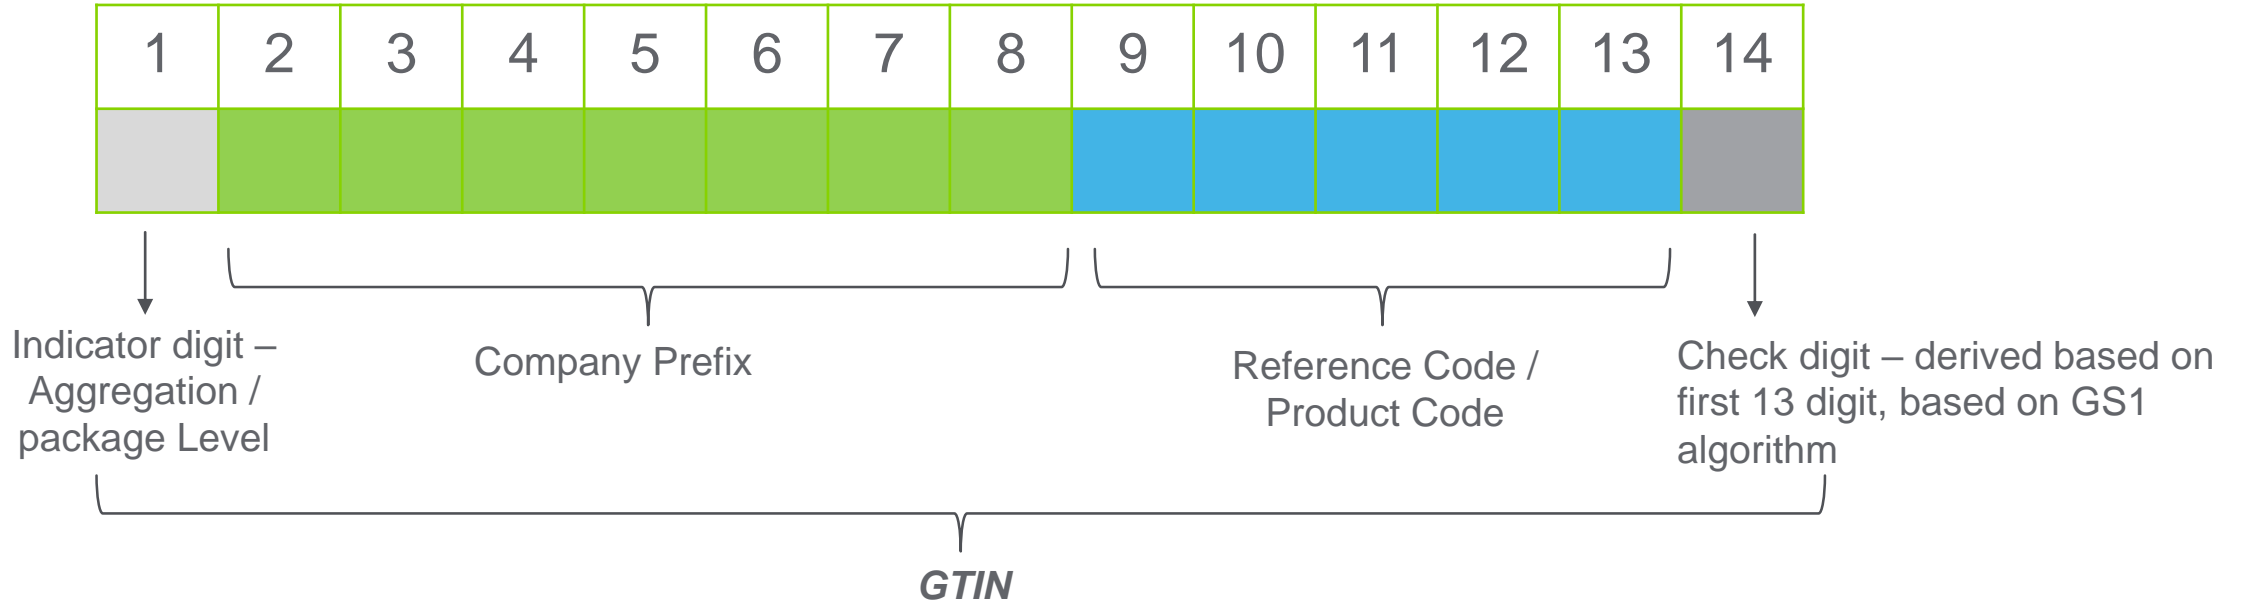 1 2 3 4 5 6 7 8 9 10 11 12 13 14
Indicator digit –
Aggregation /
package Level
Company Prefix
Reference Code /
Product Code
Check digit – derived based on
first 13 digit, based on GS1
algorithm
GTIN